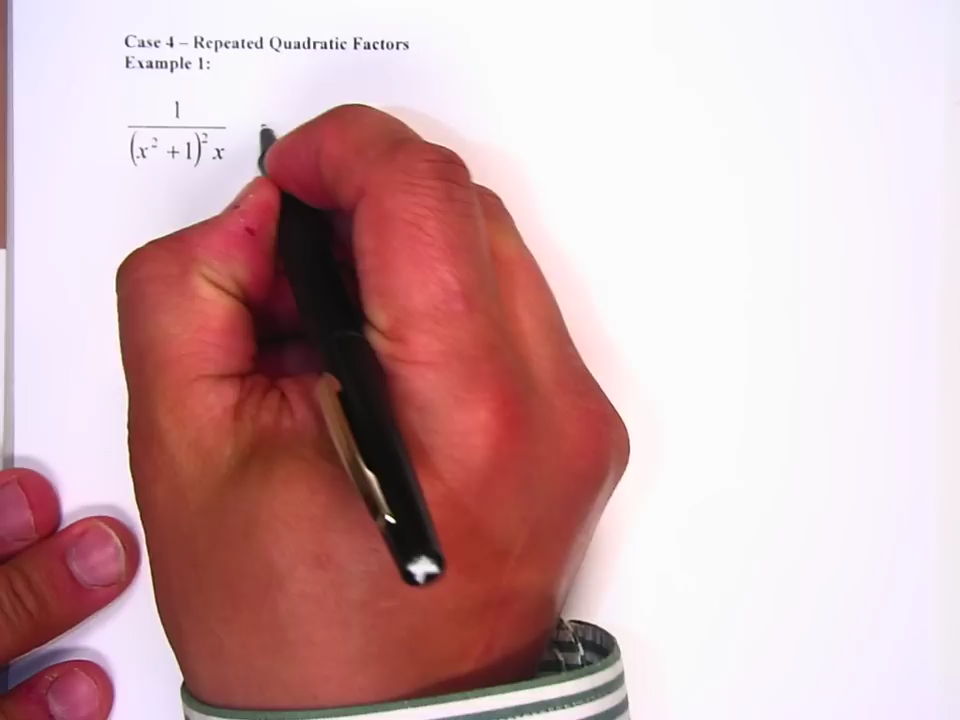 Case 4 – Repeated Quadratic Factors
Example 1:
1
(x² + 1)² x